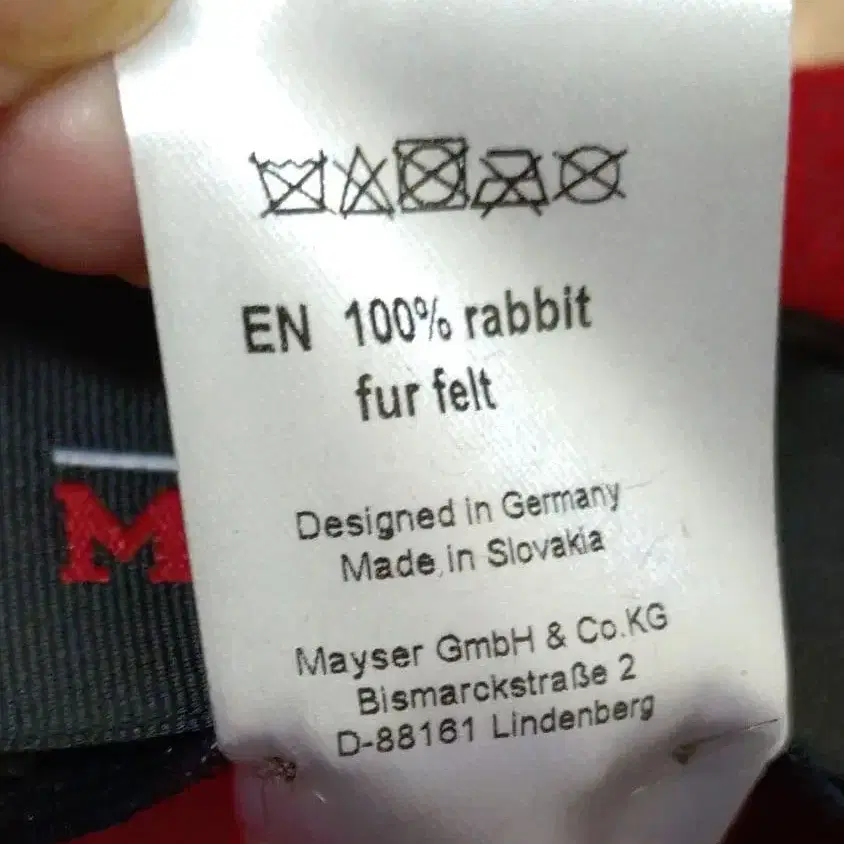 EN 100% rabbit
fur felt
Designed in Germany
Made in Slovakia
Mayser GmbH & Co.KG
Bismarckstraße 2
D-88161 Lindenberg
M